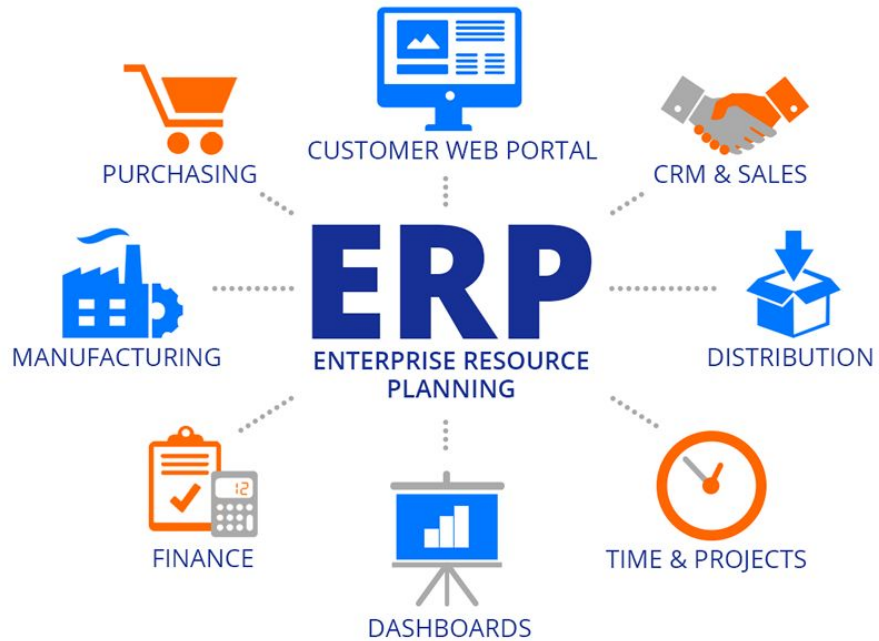 CUSTOMER WEB PORTAL
PURCHASING
CRM & SALES
ERP
ENTERPRISE RESOURCE
PLANNING
MANUFACTURING
DISTRIBUTION
12
FINANCE
TIME & PROJECTS
DASHBOARDS